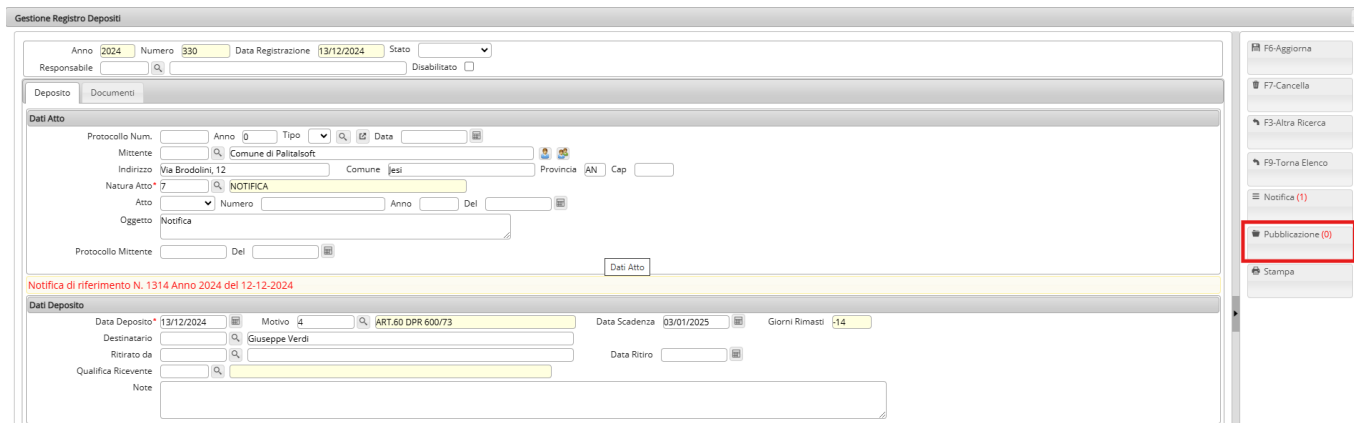 Gestione Registro Depositi
Anno 2024 Numero 330 Data Registrazione 13/12/2024 Stato
Responsabile Disabilitato
Deposito Documenti
Dati Atto
Protocollo Num. Anno 0 Tipo Data
Mittente Comune di Palitalsoft
Indirizzo Via Brodolini, 12 Comune Jesi Provincia AN Cap
Natura Atto* 7 NOTIFICA
Atto Numero Anno Del
Oggetto Notifica
Protocollo Mittente Del
Dati Atto
Notifica di riferimento N. 1314 Anno 2024 del 12-12-2024
Dati Deposito
Data Deposito* 13/12/2024 Motivo 4 ART.60 DPR 600/73 Data Scadenza 03/01/2025 Giorni Rimasti -14
Destinatario Giuseppe Verdi
Ritirato da Data Ritiro
Qualifica Ricevente
Note
F6-Aggiorna
F7-Cancella
F3-Altra Ricerca
F9-Torna Elenco
Notifica (1)
Pubblicazione (0)
Stampa